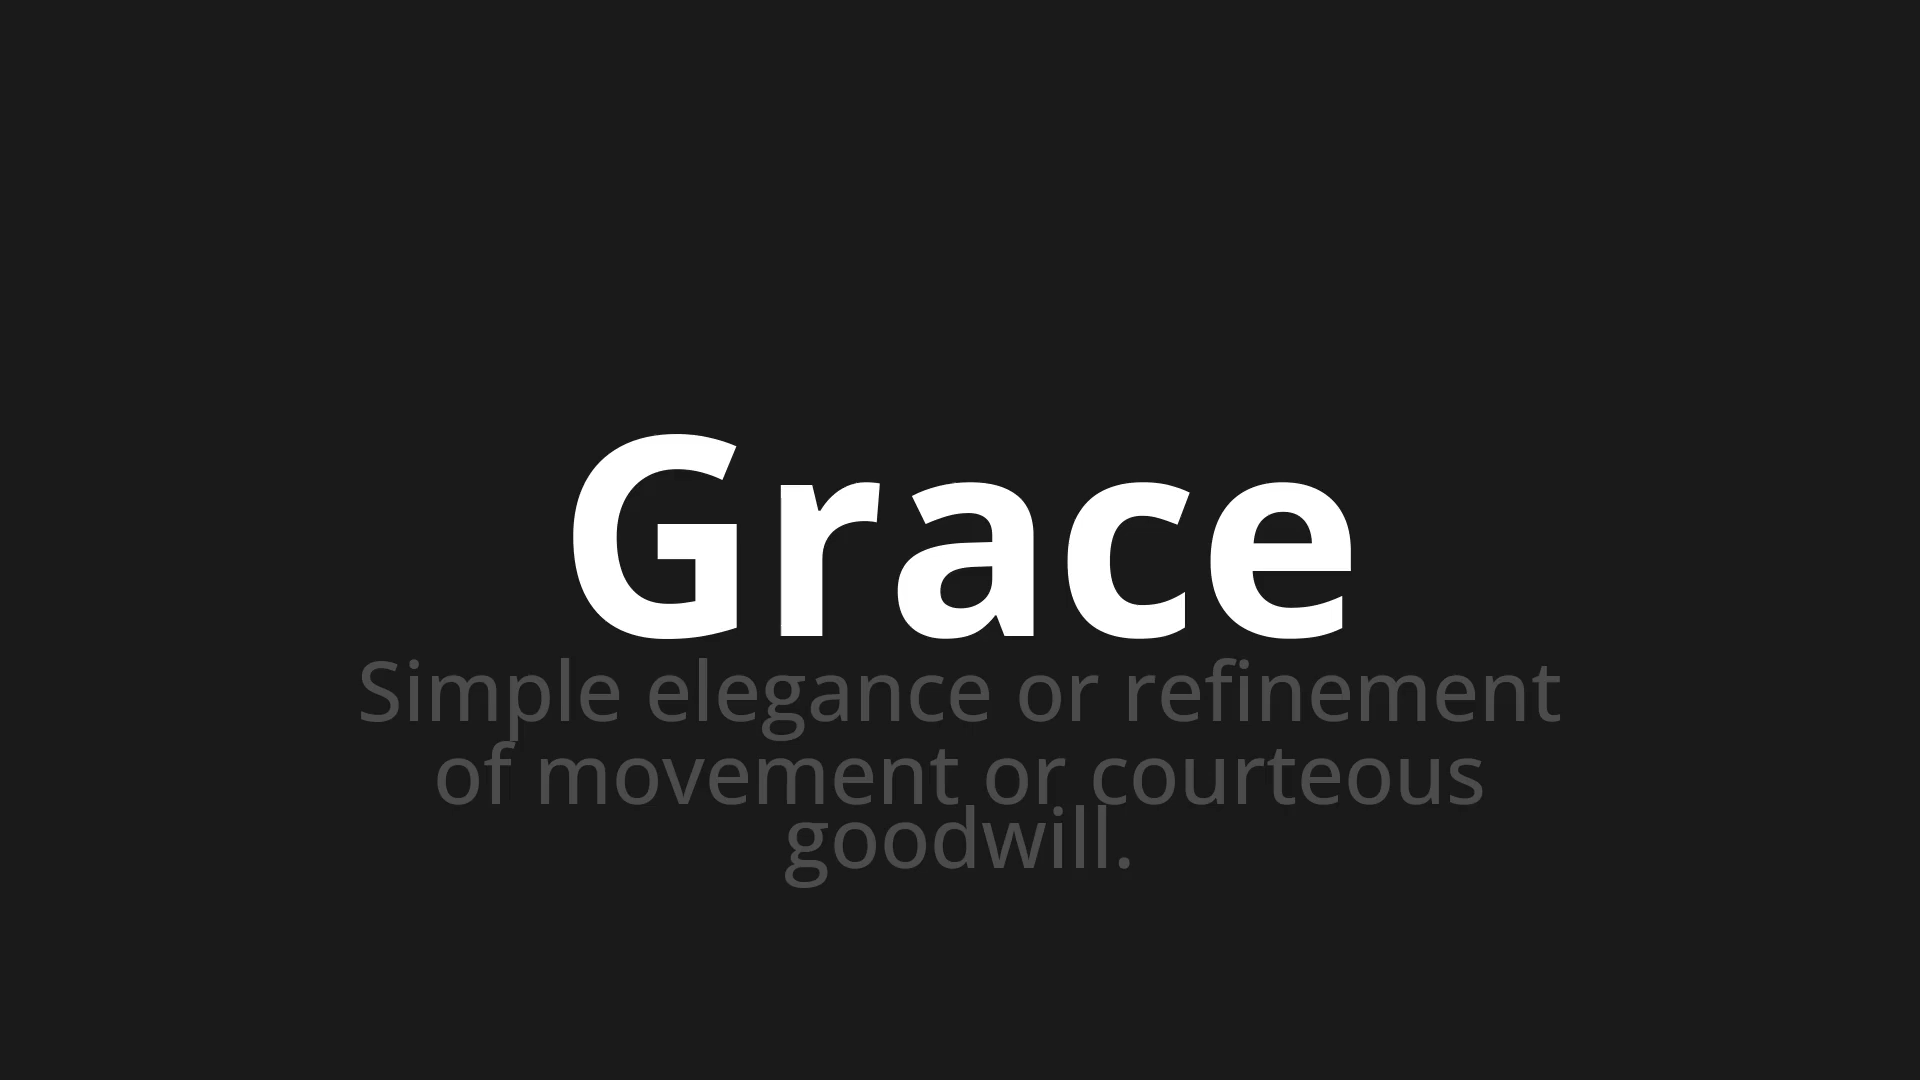 Grace
Simple elegance or refinement
of movement or courteous
goodwill.